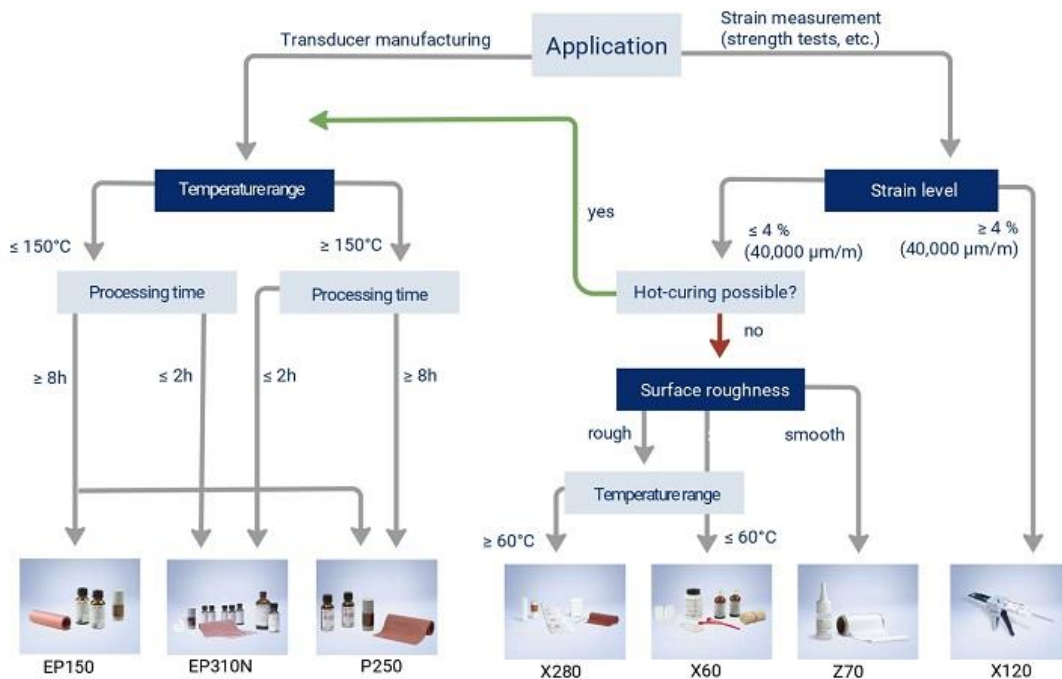 Transducer manufacturing
Application
Strain measurement
(strength tests, etc.)
Temperature range
Strain level
yes
≤ 150°C
≥ 150°C
≤ 4 %
(40,000 µm/m)
≥ 4 %
(40,000 µm/m)
Processing time
Processing time
Hot-curing possible?
no
≥ 8h
≤ 2h
≤ 2h
≥ 8h
Surface roughness
rough
smooth
Temperature range
≥ 60°C
≤ 60°C
EP150
EP310N
P250
X280
X60
Z70
X120